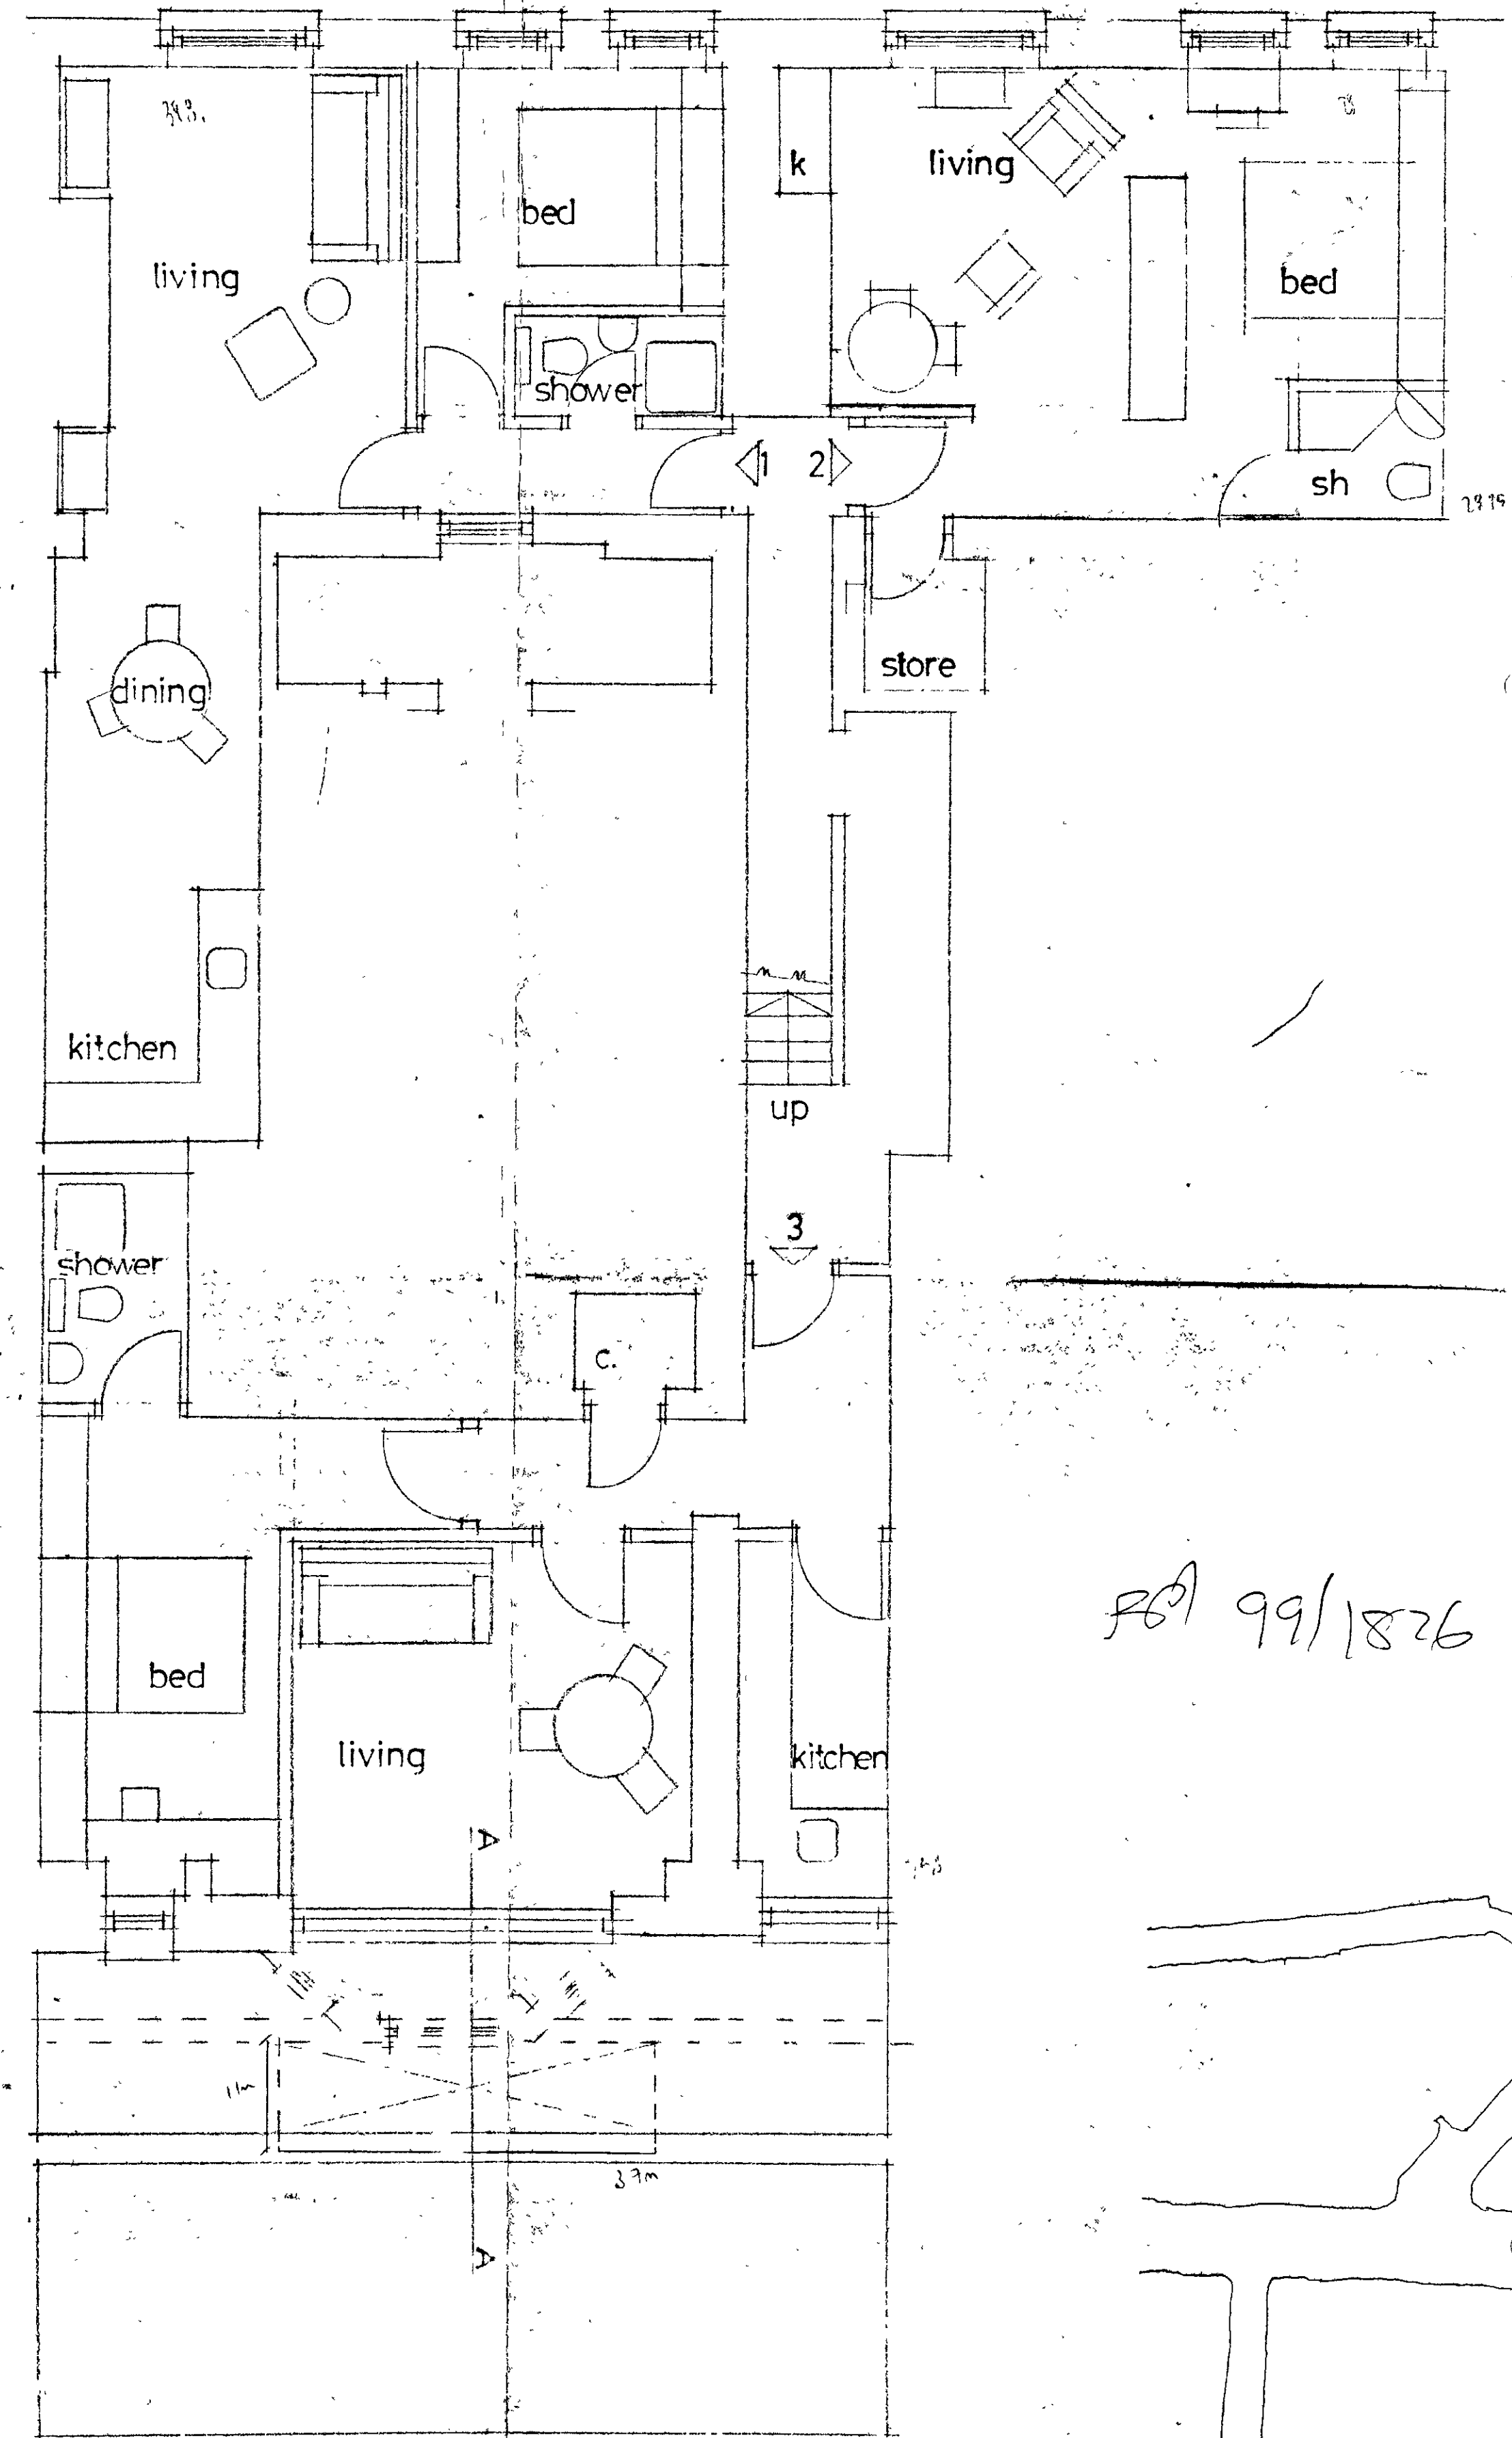 k
living
bed
living
bed
shower
1 2
sh
dining
store
kitchen
up
3
shower
c.
99/1826
bed
living
kitchen
A
A